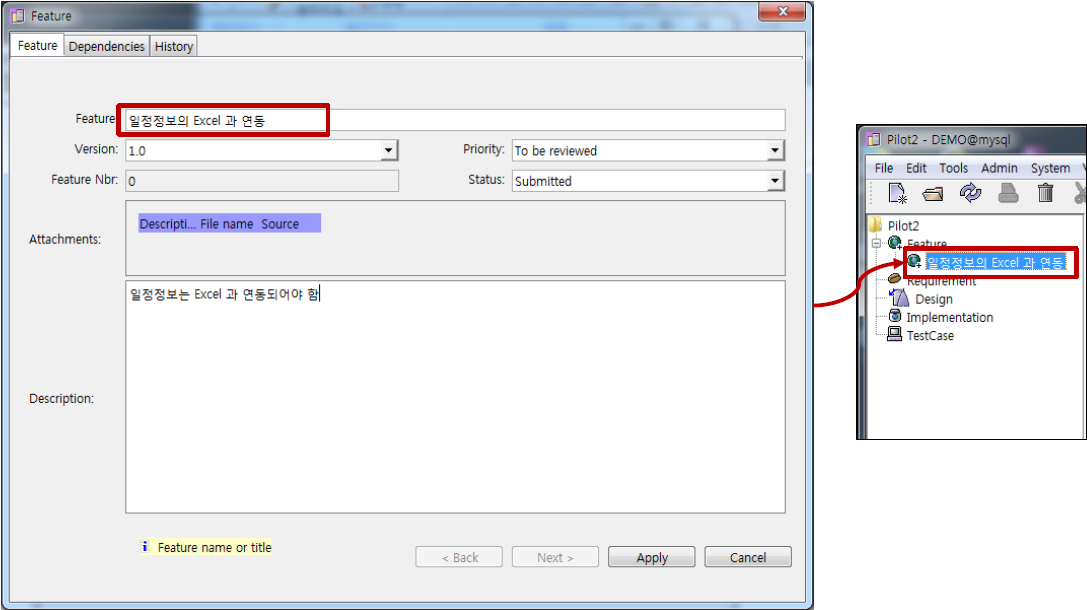 Feature
Feature Dependencies History
Feature 일정정보의 Excel 과 연동
Version: 1.0 Priority: To be reviewed
Feature Nbr: 0 Status: Submitted
Attachments: Descripti... File name Source
일정정보는 Excel 과 연동되어야 함
Description:
i Feature name or title
< Back Next > Apply Cancel
Pilot2 - DEMO@mysql
File Edit Tools Admin System
Pilot2
Feature
일정정보의 Excel 과 연동
Requirement
Design
Implementation
TestCase